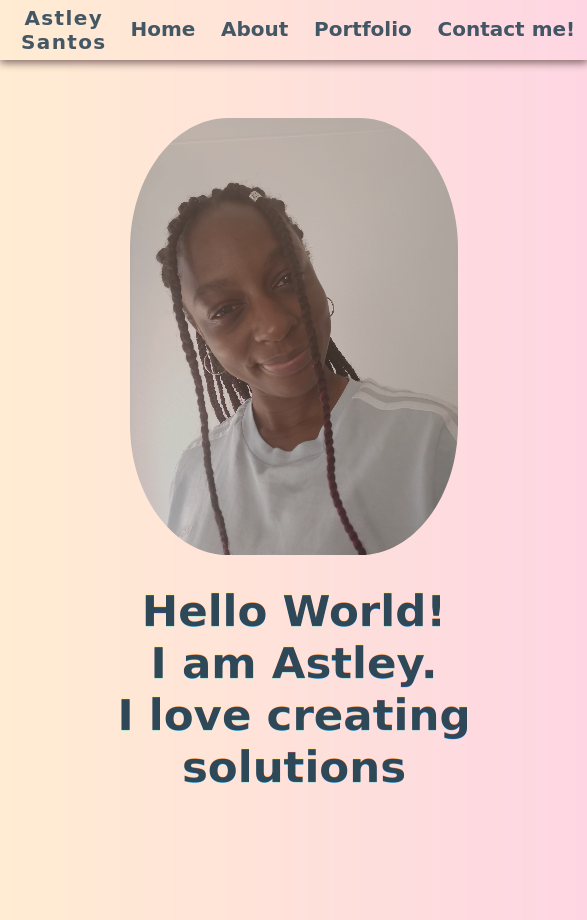 Astley
Santos
Home About Portfolio Contact me!
Hello World!
I am Astley.
I love creating
solutions